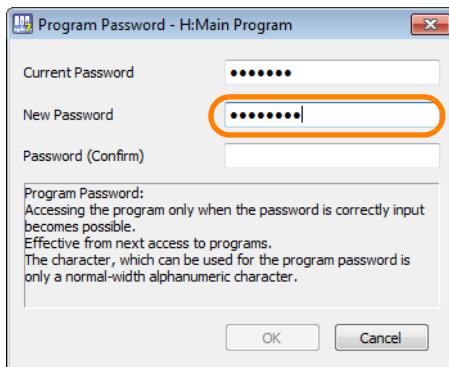 Program Password - H:Main Program
Current Password •••••••
New Password ••••••••
Password (Confirm)
Program Password:
Accessing the program only when the password is correctly input
becomes possible.
Effective from next access to programs.
The character, which can be used for the program password is
only a normal-width alphanumeric character.
OK Cancel